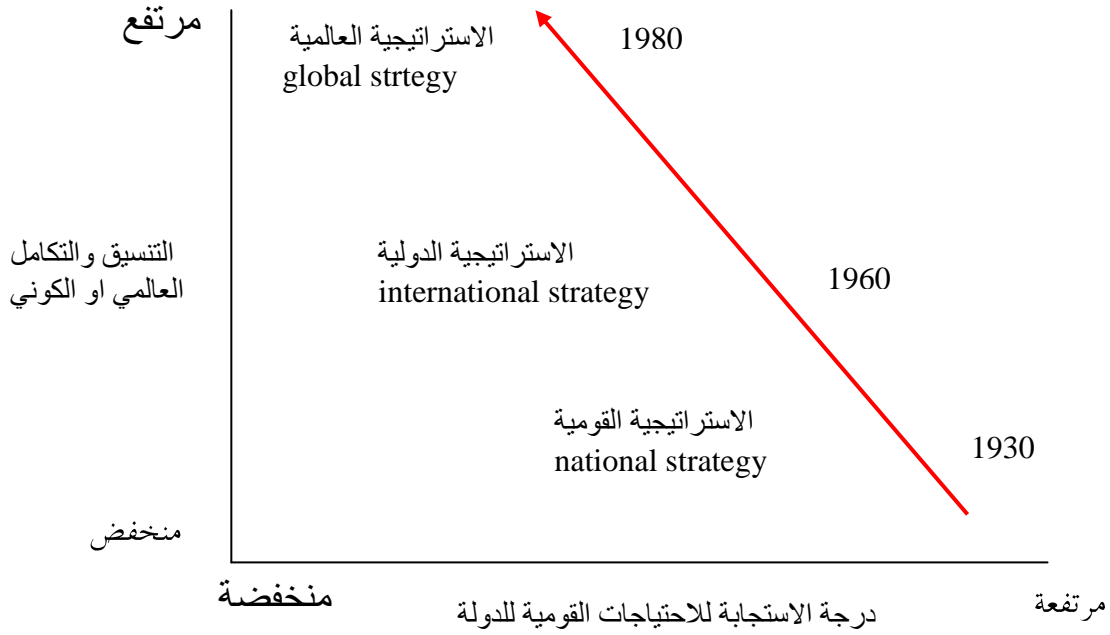 مرتفع
الاستراتيجية العالمية
global strtegy
1980
التنسيق والتكامل
العالمي او الكوني
الاستراتيجية الدولية
international strategy
1960
الاستراتيجية القومية
national strategy
1930
منخفض
منخفضة
درجة الاستجابة للاحتياجات القومية للدولة
مرتفعة